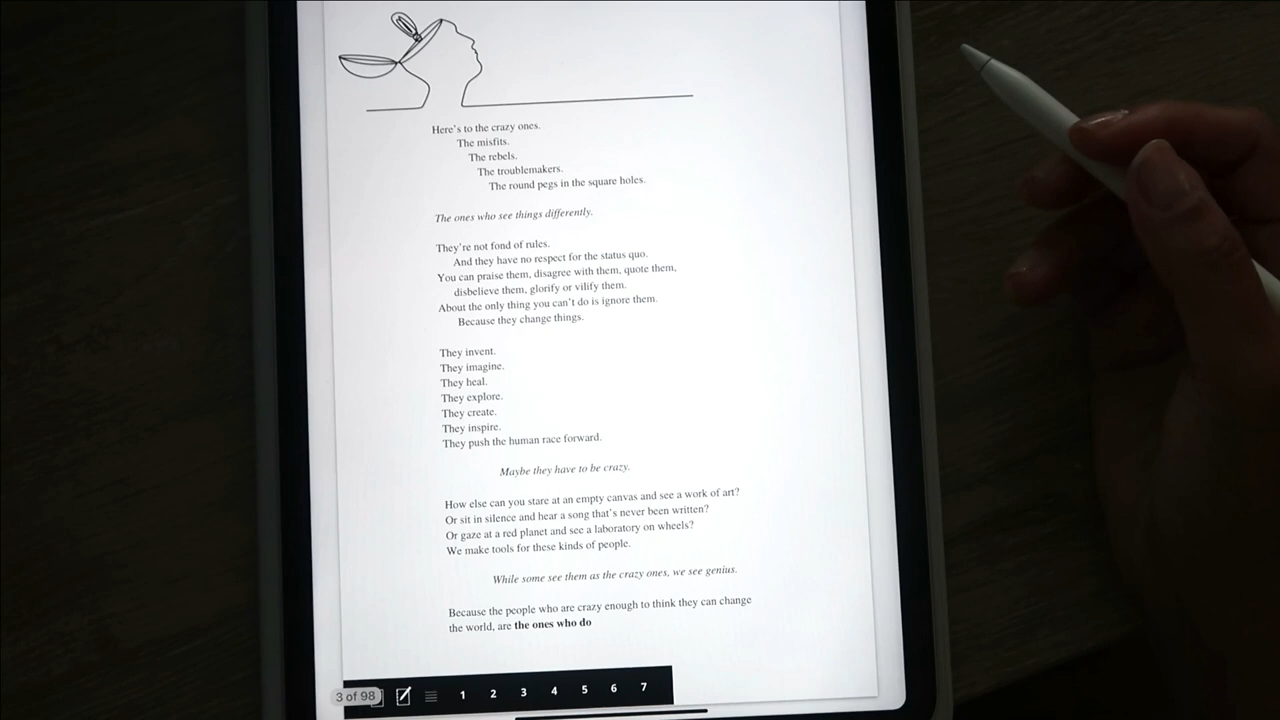 Here's to the crazy ones.
The misfits.
The rebels.
The troublemakers.
The round pegs in the square holes.
The ones who see things differently.
They're not fond of rules.
And they have no respect for the status quo.
You can praise them, disagree with them, quote them,
disbelieve them, glorify or vilify them.
About the only thing you can't do is ignore them.
Because they change things.
They invent.
They imagine.
They heal.
They explore.
They create.
They inspire.
They push the human race forward.
Maybe they have to be crazy.
How else can you stare at an empty canvas and see a work of art?
Or sit in silence and hear a song that's never been written?
Or gaze at a red planet and see a laboratory on wheels?
We make tools for these kinds of people.
While some see them as the crazy ones, we see genius.
Because the people who are crazy enough to think they can change
the world, are the ones who do
3 of 98 1 2 3 4 5 6 7